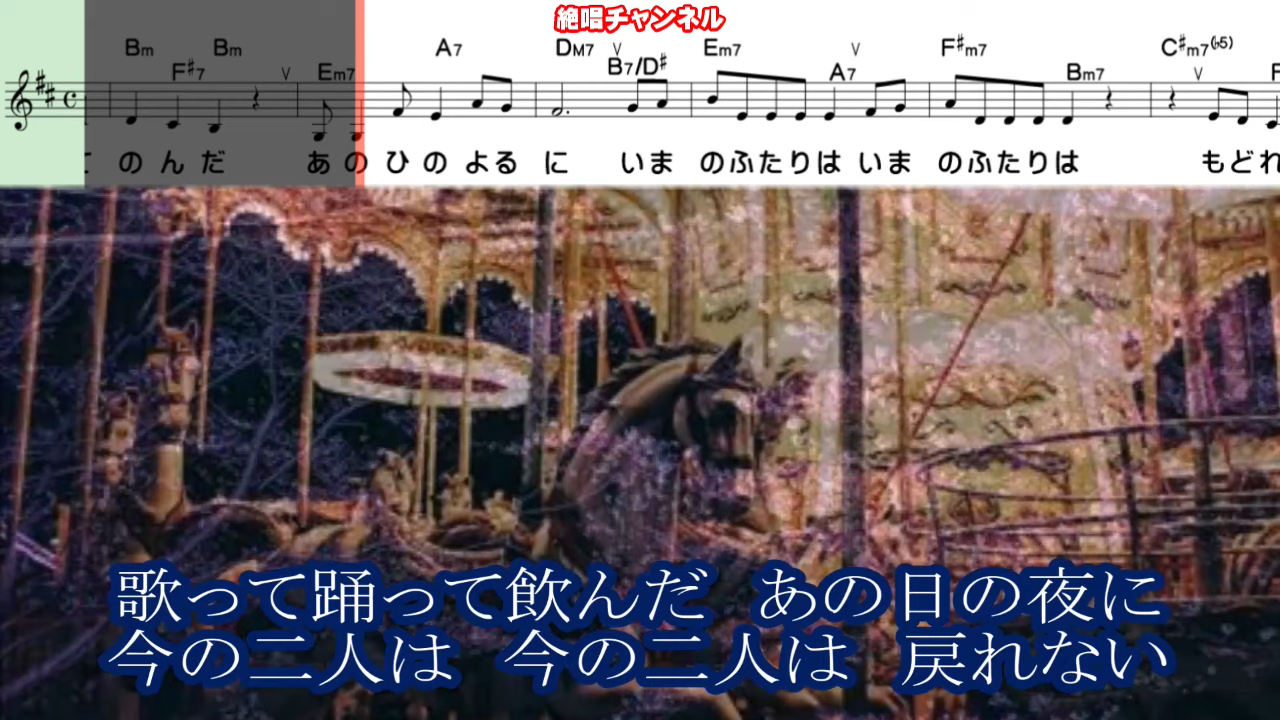 絶唱チャンネル
Bm F♯7 Bm Em7 A7 DM7 B7/D♯ Em7 A7 F♯m7 Bm7 C♯m7(♭5) F
のんだ あのひのよるに いま のふたりは いま のふたりは もどれ
歌って踊って飲んだ あの日の夜に
今の二人は 今の二人は 戻れない